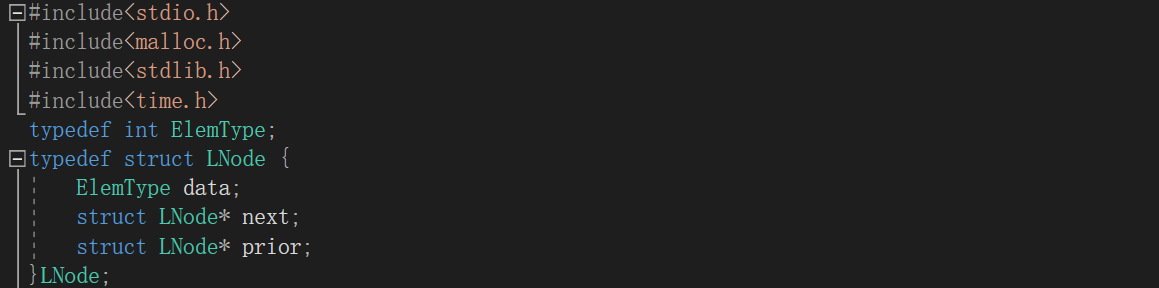 #include<stdio.h>
#include<malloc.h>
#include<stdlib.h>
#include<time.h>
typedef int ElemType;
typedef struct LNode {
    ElemType data;
    struct LNode* next;
    struct LNode* prior;
}LNode;